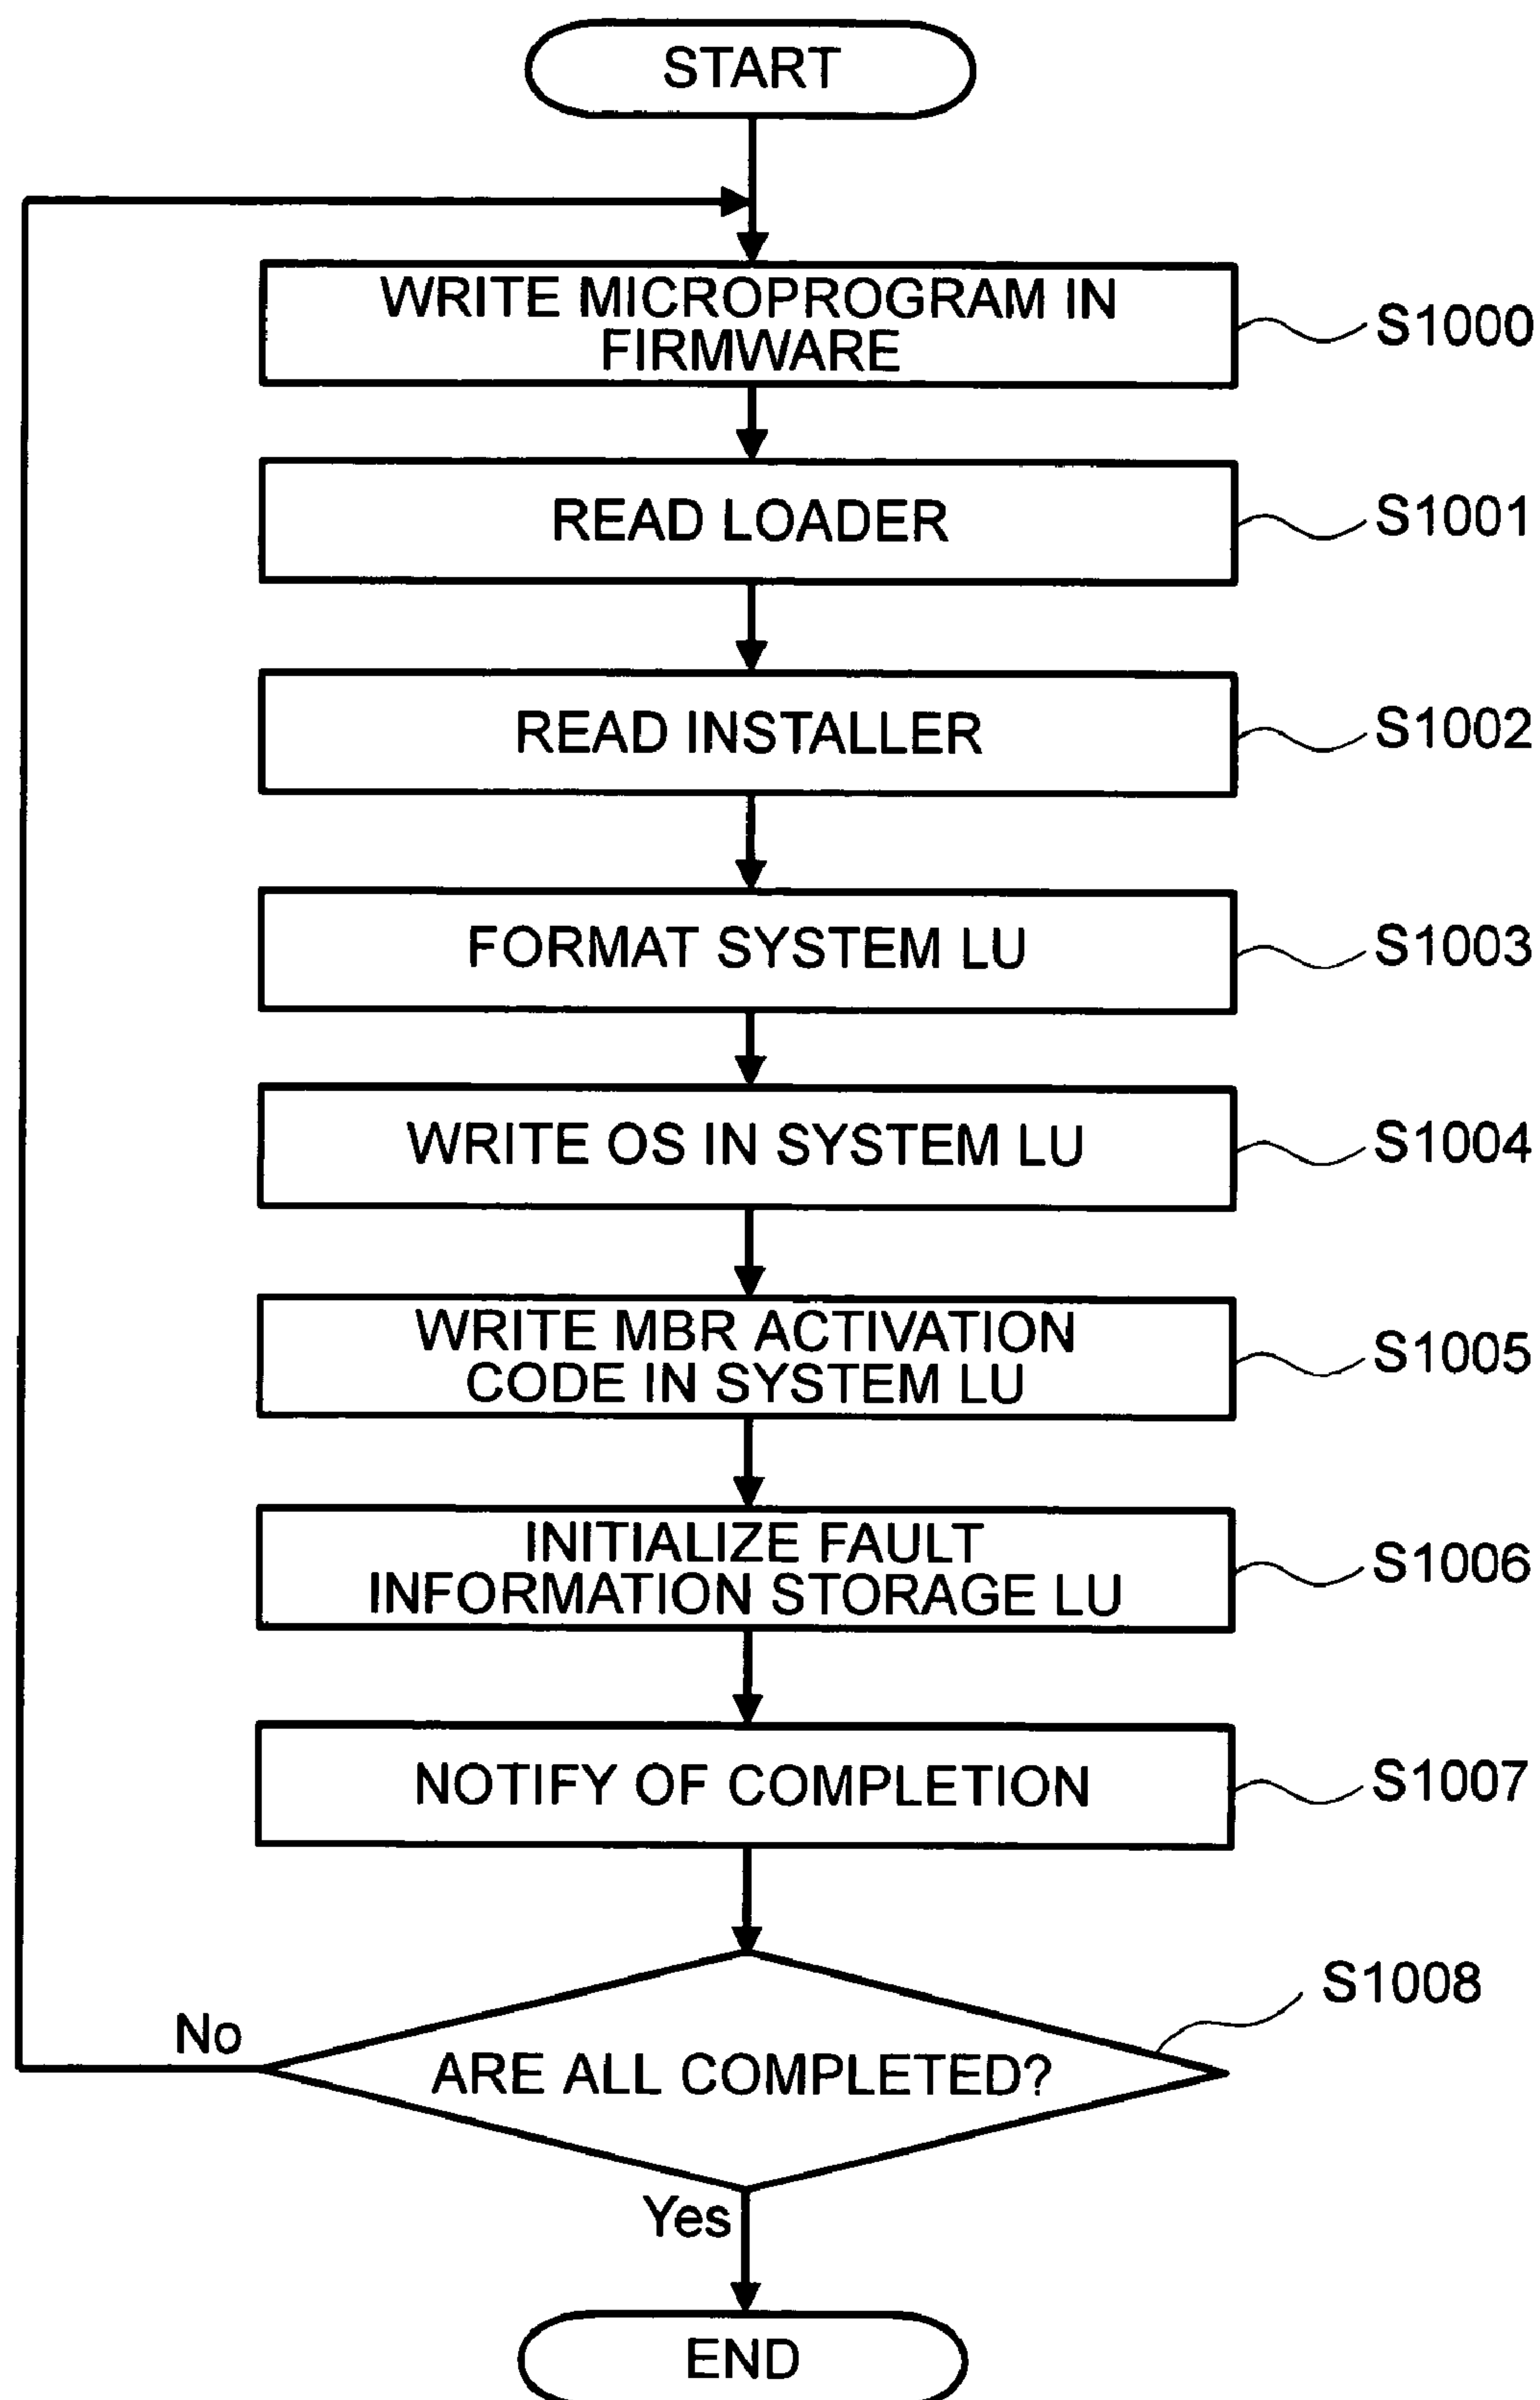 START
WRITE MICROPROGRAM IN
FIRMWARE
S1000
READ LOADER
S1001
READ INSTALLER
S1002
FORMAT SYSTEM LU
S1003
WRITE OS IN SYSTEM LU
S1004
WRITE MBR ACTIVATION
CODE IN SYSTEM LU
S1005
INITIALIZE FAULT
INFORMATION STORAGE LU
S1006
NOTIFY OF COMPLETION
S1007
S1008
No
ARE ALL COMPLETED?
Yes
END